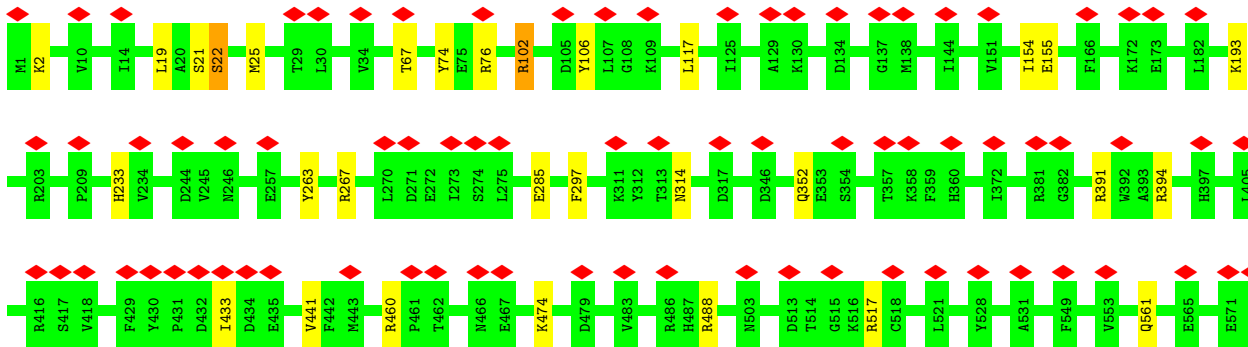 M1 K2 V10 I14 L19 A20 S21 S22 M25 T29 L30 V34 T67 Y74 E75 R76 R102 D105 Y106 L107 G108 K109 L117 I125 A129 K130 D134 G137 M138 I144 V151 I154 E155 F166 K172 E173 L182 K193
R203 P209 H233 V234 D244 V245 N246 E257 Y263 R267 L270 D271 E272 I273 S274 L275 E285 F297 K311 Y312 T313 N314 D317 D346 Q352 E353 S354 T357 K358 F359 H360 I372 R381 G382 R391 W392 A393 R394 H397 L405
R416 S417 V418 F429 Y430 P431 D432 I433 D434 E435 V441 F442 M443 R460 P461 T462 N466 E467 K474 D479 V483 R486 H487 R488 N503 D513 T514 G515 K516 R517 C518 L521 Y528 A531 F549 V553 Q561 E565 E571